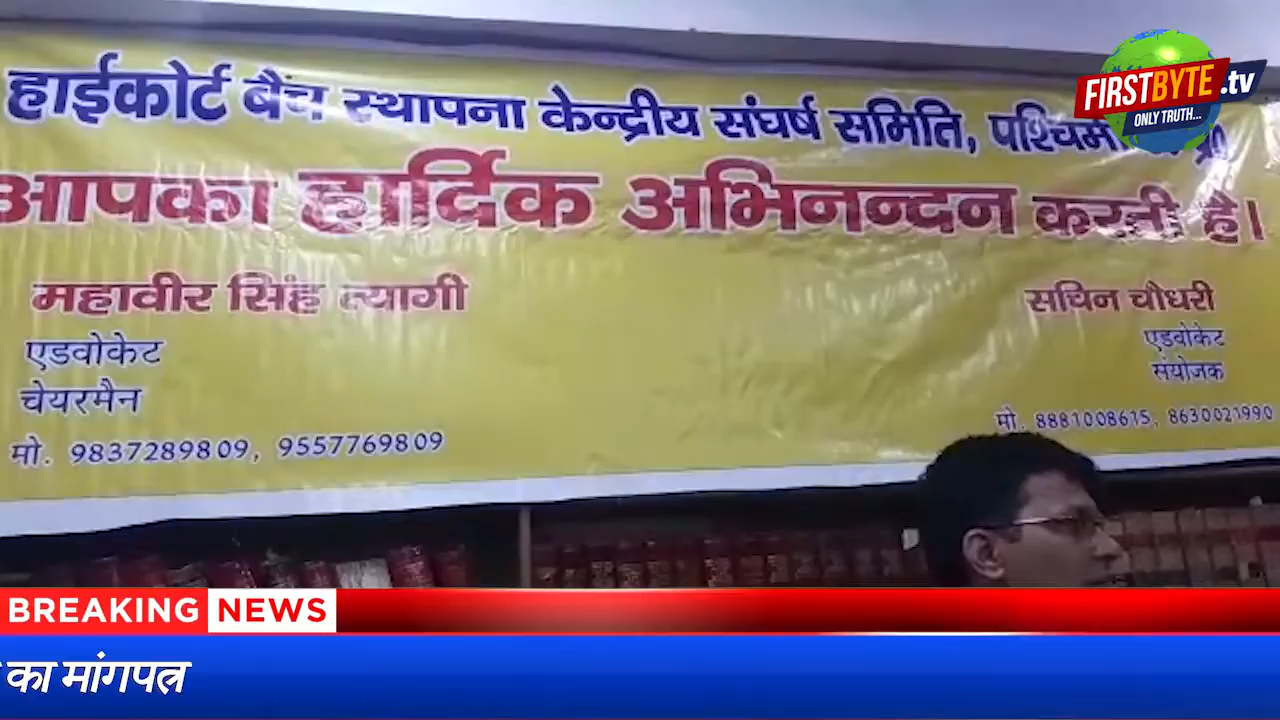 हाईकोर्ट बैंच स्थापना केन्द्रीय संघर्ष समिति,
आपका हार्दिक अभिनन्दन करती है।
महावीर सिंह त्यागी
एडवोकेट
चेयरमैन
मो. 9837289809, 9557769809
सचिन चौधरी
एडवोकेट
संयोजक
मो. 8881008615, 8630021990
FIRSTBYTE.tv
ONLY TRUTH...
BREAKING NEWS
का मांगपत्र